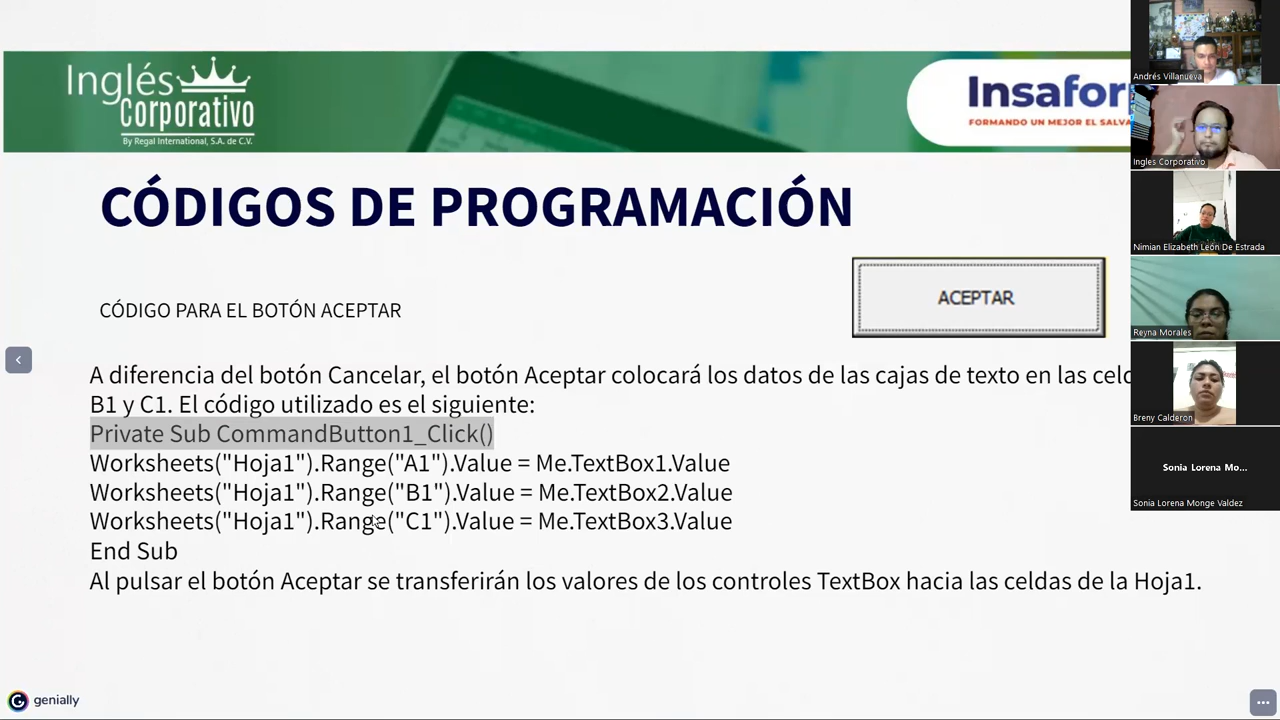 Inglés
Corporativo
By Regal International, S.A. de C.V.
Insafor
FORMANDO UN MEJOR EL SALVA
CÓDIGOS DE PROGRAMACIÓN
ACEPTAR
CÓDIGO PARA EL BOTÓN ACEPTAR
A diferencia del botón Cancelar, el botón Aceptar colocará los datos de las cajas de texto en las celd
B1 y C1. El código utilizado es el siguiente:
Private Sub CommandButton1_Click()
Worksheets("Hoja1").Range("A1").Value = Me.TextBox1.Value
Worksheets("Hoja1").Range("B1").Value = Me.TextBox2.Value
Worksheets("Hoja1").Range("C1").Value = Me.TextBox3.Value
End Sub
Al pulsar el botón Aceptar se transferirán los valores de los controles TextBox hacia las celdas de la Hoja1.
genially
Andrés Villanueva
Ingles Corporativo
Nimian Elizabeth León De Estrada
Reyna Morales
Breny Calderon
Sonia Lorena Mo...
Sonia Lorena Monge Valdez